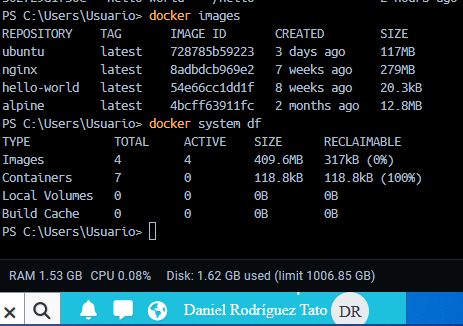 PS C:\Users\Usuario> docker images
REPOSITORY TAG IMAGE ID CREATED SIZE
ubuntu latest 728785b59223 3 days ago 117MB
nginx latest 8adbdcb969e2 7 weeks ago 279MB
hello-world latest 54e66cc1dd1f 8 weeks ago 20.3kB
alpine latest 4bcff63911fc 2 months ago 12.8MB
PS C:\Users\Usuario> docker system df
TYPE TOTAL ACTIVE SIZE RECLAIMABLE
Images 4 4 409.6MB 317kB (0%)
Containers 7 0 118.8kB 118.8kB (100%)
Local Volumes 0 0 0B 0B
Build Cache 0 0 0B 0B
PS C:\Users\Usuario>
RAM 1.53 GB CPU 0.08% Disk: 1.62 GB used (limit 1006.85 GB)
Daniel Rodríguez Tato DR